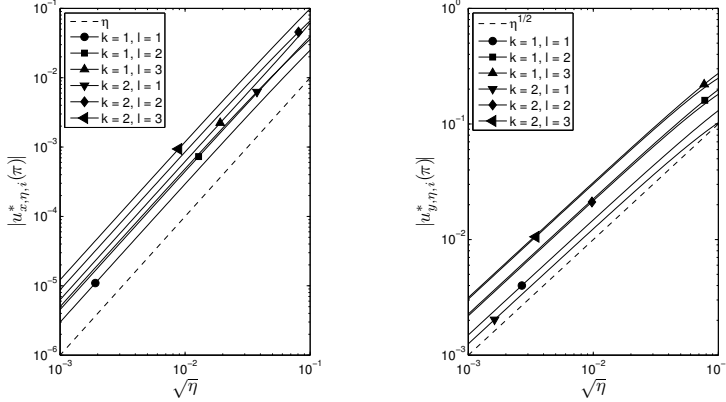 10⁻¹
10⁻²
10⁻³
10⁻⁴
10⁻⁵
10⁻⁶
|u*ₓ,η,ᵢ(π)|
10⁻³
10⁻²
10⁻¹
√η
η
k = 1, l = 1
k = 1, l = 2
k = 1, l = 3
k = 2, l = 1
k = 2, l = 2
k = 2, l = 3
10⁰
10⁻¹
10⁻²
10⁻³
|u*y,η,i(π)|
10⁻³
10⁻²
10⁻¹
√η
η¹/²
k = 1, l = 1
k = 1, l = 2
k = 1, l = 3
k = 2, l = 1
k = 2, l = 2
k = 2, l = 3